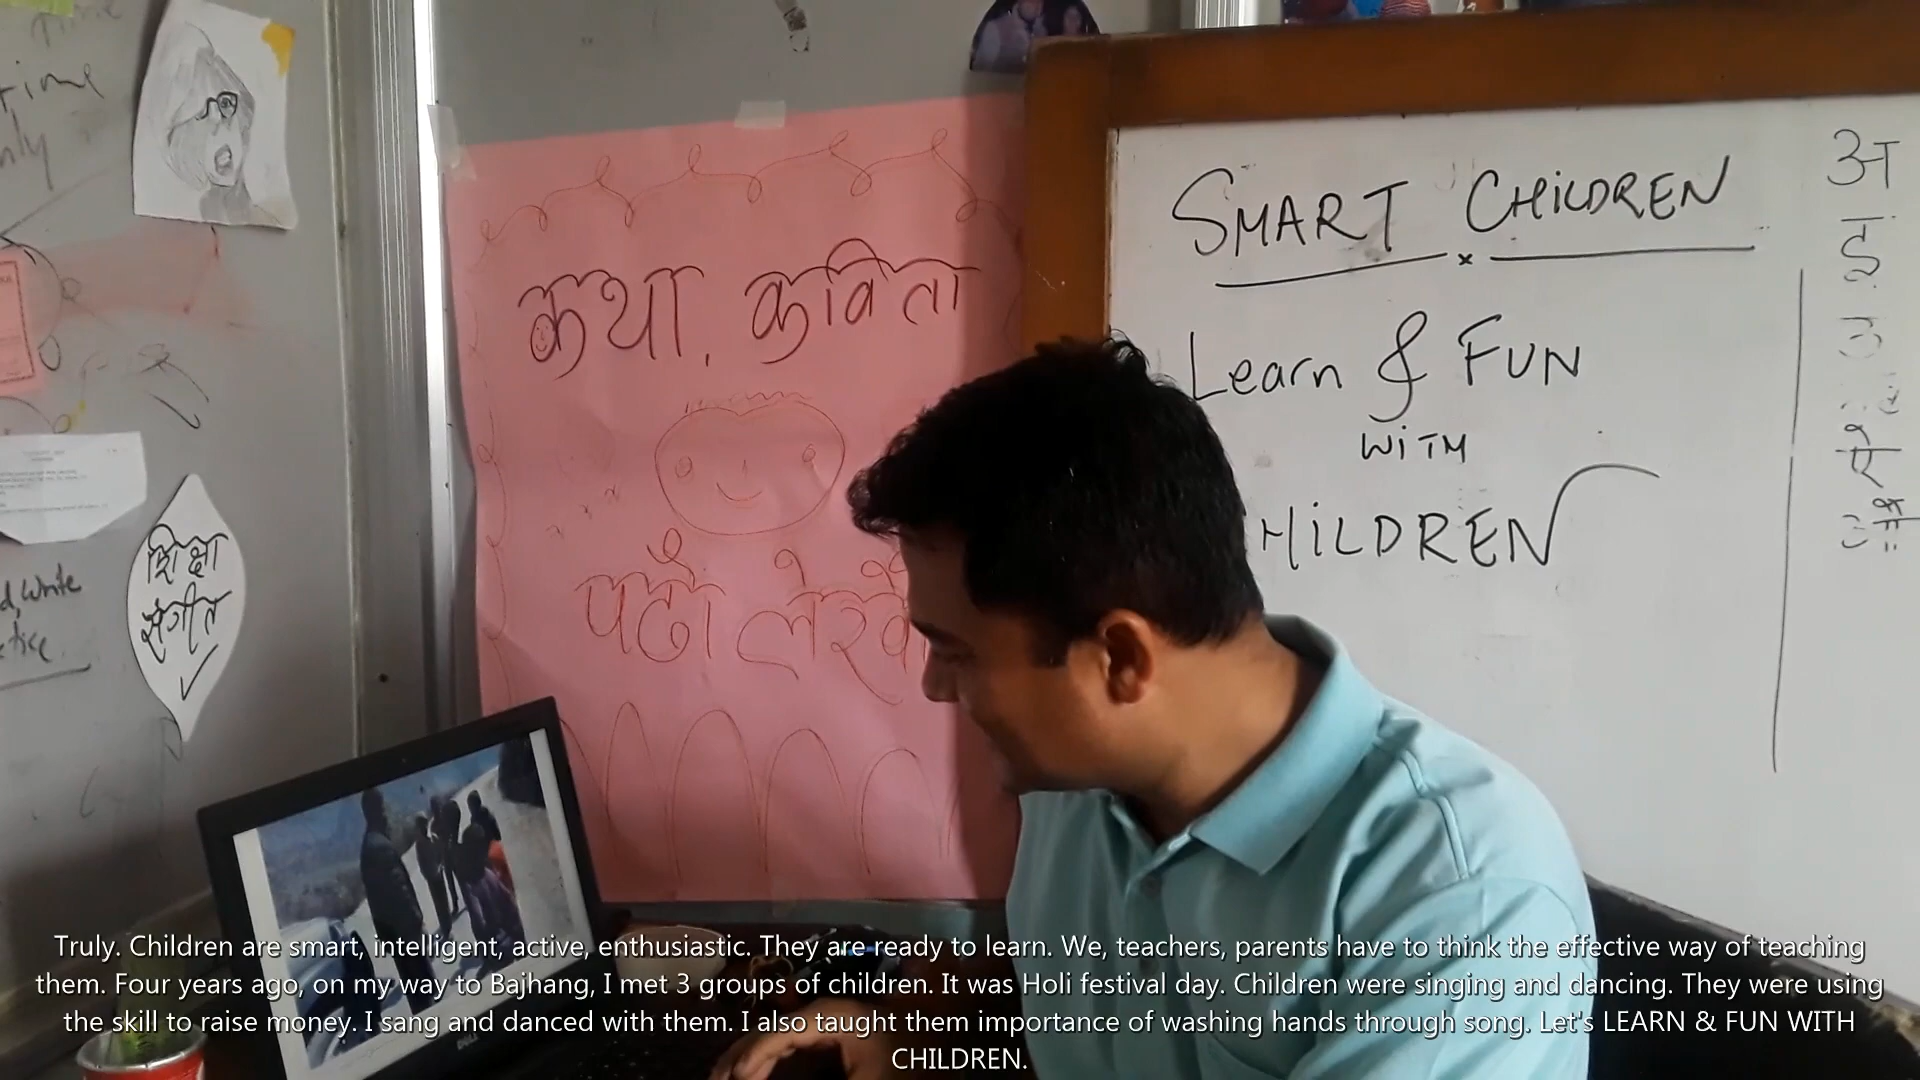 Time
only
d, write
शिक्षा
संगीत
कथा, कविता
पढौं लेखौं
SMART CHILDREN
Learn & FUN
WITH
HILDREN
अ
इ
उ
ए
DELL
Truly. Children are smart, intelligent, active, enthusiastic. They are ready to learn. We, teachers, parents have to think the effective way of teaching
them. Four years ago, on my way to Bajhang, I met 3 groups of children. It was Holi festival day. Children were singing and dancing. They were using
the skill to raise money. I sang and danced with them. I also taught them importance of washing hands through song. Let's LEARN & FUN WITH
CHILDREN.